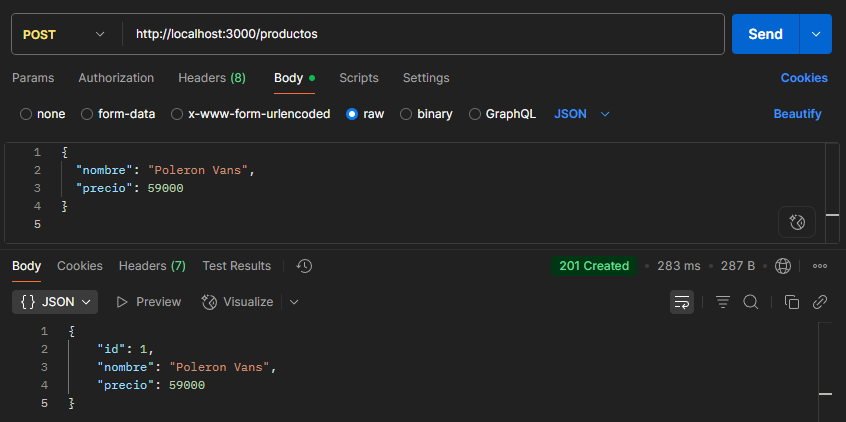 POST http://localhost:3000/productos Send
Params Authorization Headers (8) Body Scripts Settings Cookies
none form-data x-www-form-urlencoded raw binary GraphQL JSON Beautify
1 {
2 "nombre": "Poleron Vans",
3 "precio": 59000
4 }
5
Body Cookies Headers (7) Test Results 201 Created • 283 ms • 287 B •
{} JSON Preview Visualize
1 {
2 "id": 1,
3 "nombre": "Poleron Vans",
4 "precio": 59000
5 }